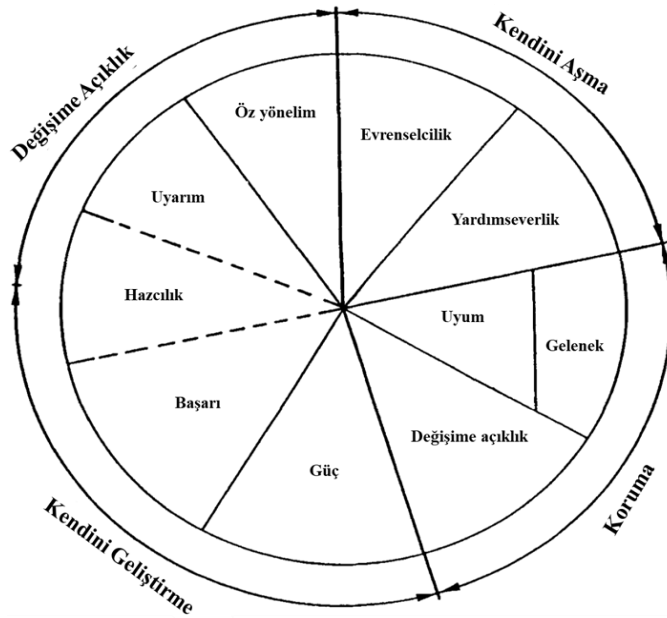 Değişime Açıklık
Kendini Aşma
Öz yönelim
Evrenselcilik
Uyarım
Yardımseverlik
Hazcılık
Uyum
Gelenek
Başarı
Değişime açıklık
Güç
Kendini Geliştirme
Koruma